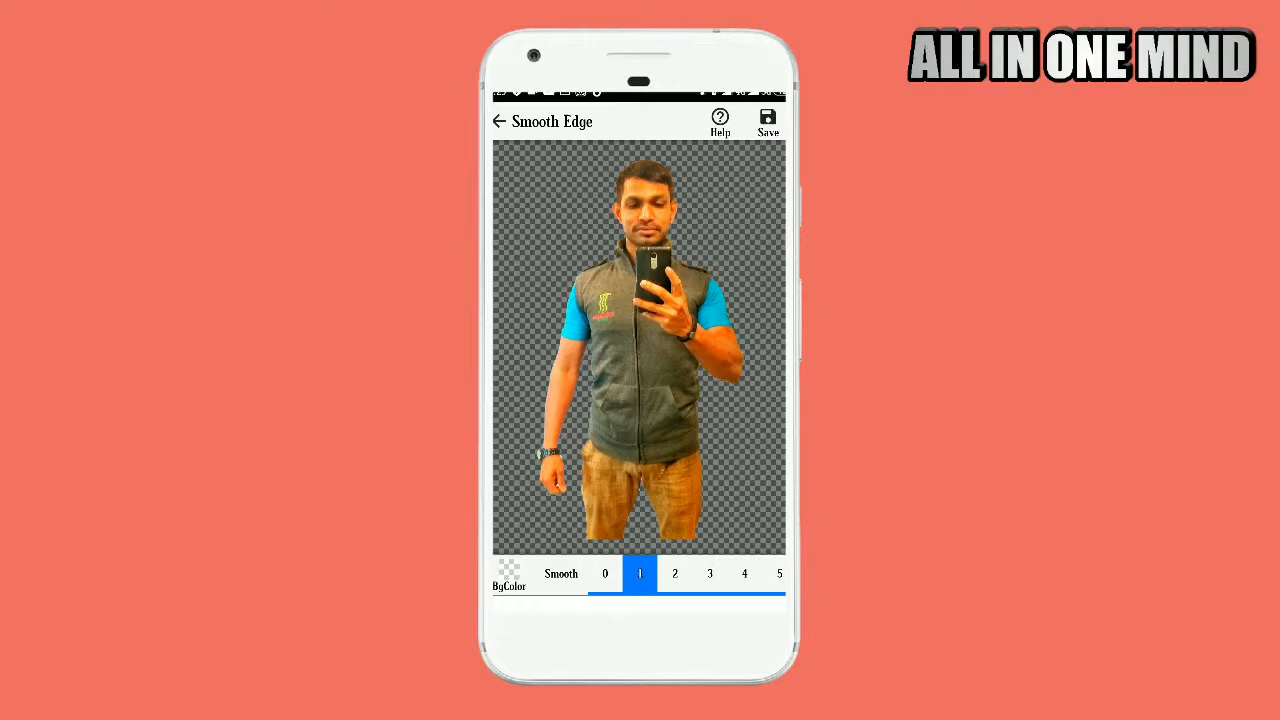 ALL IN ONE MIND
Smooth Edge
Help
Save
BgColor
Smooth
0
1
2
3
4
5